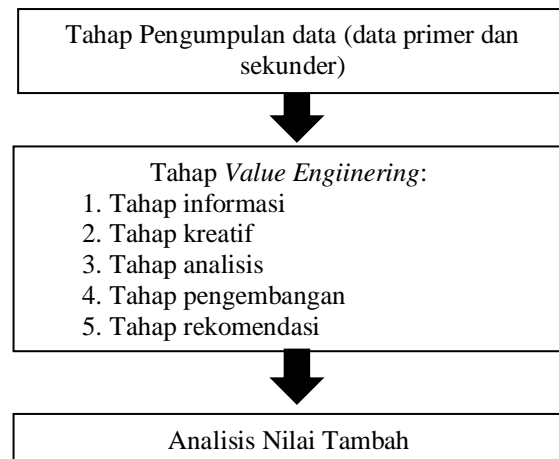 Tahap Pengumpulan data (data primer dan
sekunder)
Tahap Value Engiinering:
1. Tahap informasi
2. Tahap kreatif
3. Tahap analisis
4. Tahap pengembangan
5. Tahap rekomendasi
Analisis Nilai Tambah